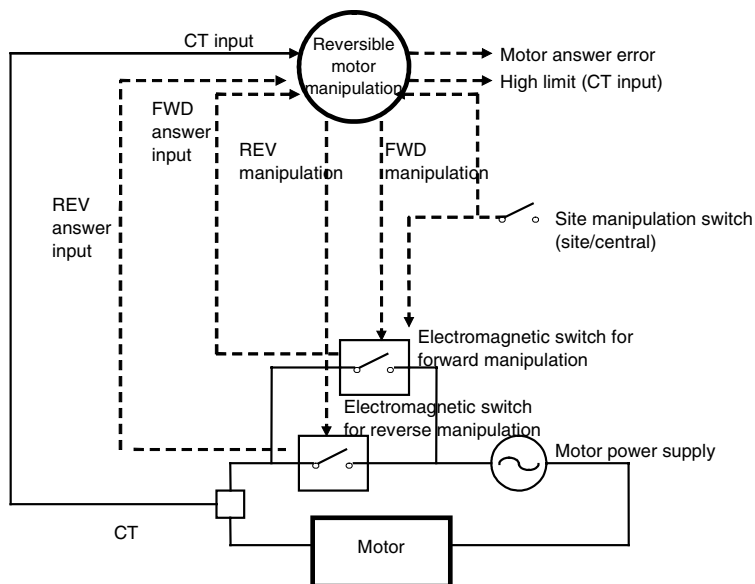 CT input
Reversible
motor
manipulation
Motor answer error
High limit (CT input)
FWD
answer
input
REV
manipulation
FWD
manipulation
REV
answer
input
Site manipulation switch
(site/central)
Electromagnetic switch for
forward manipulation
Electromagnetic switch
for reverse manipulation
Motor power supply
CT
Motor